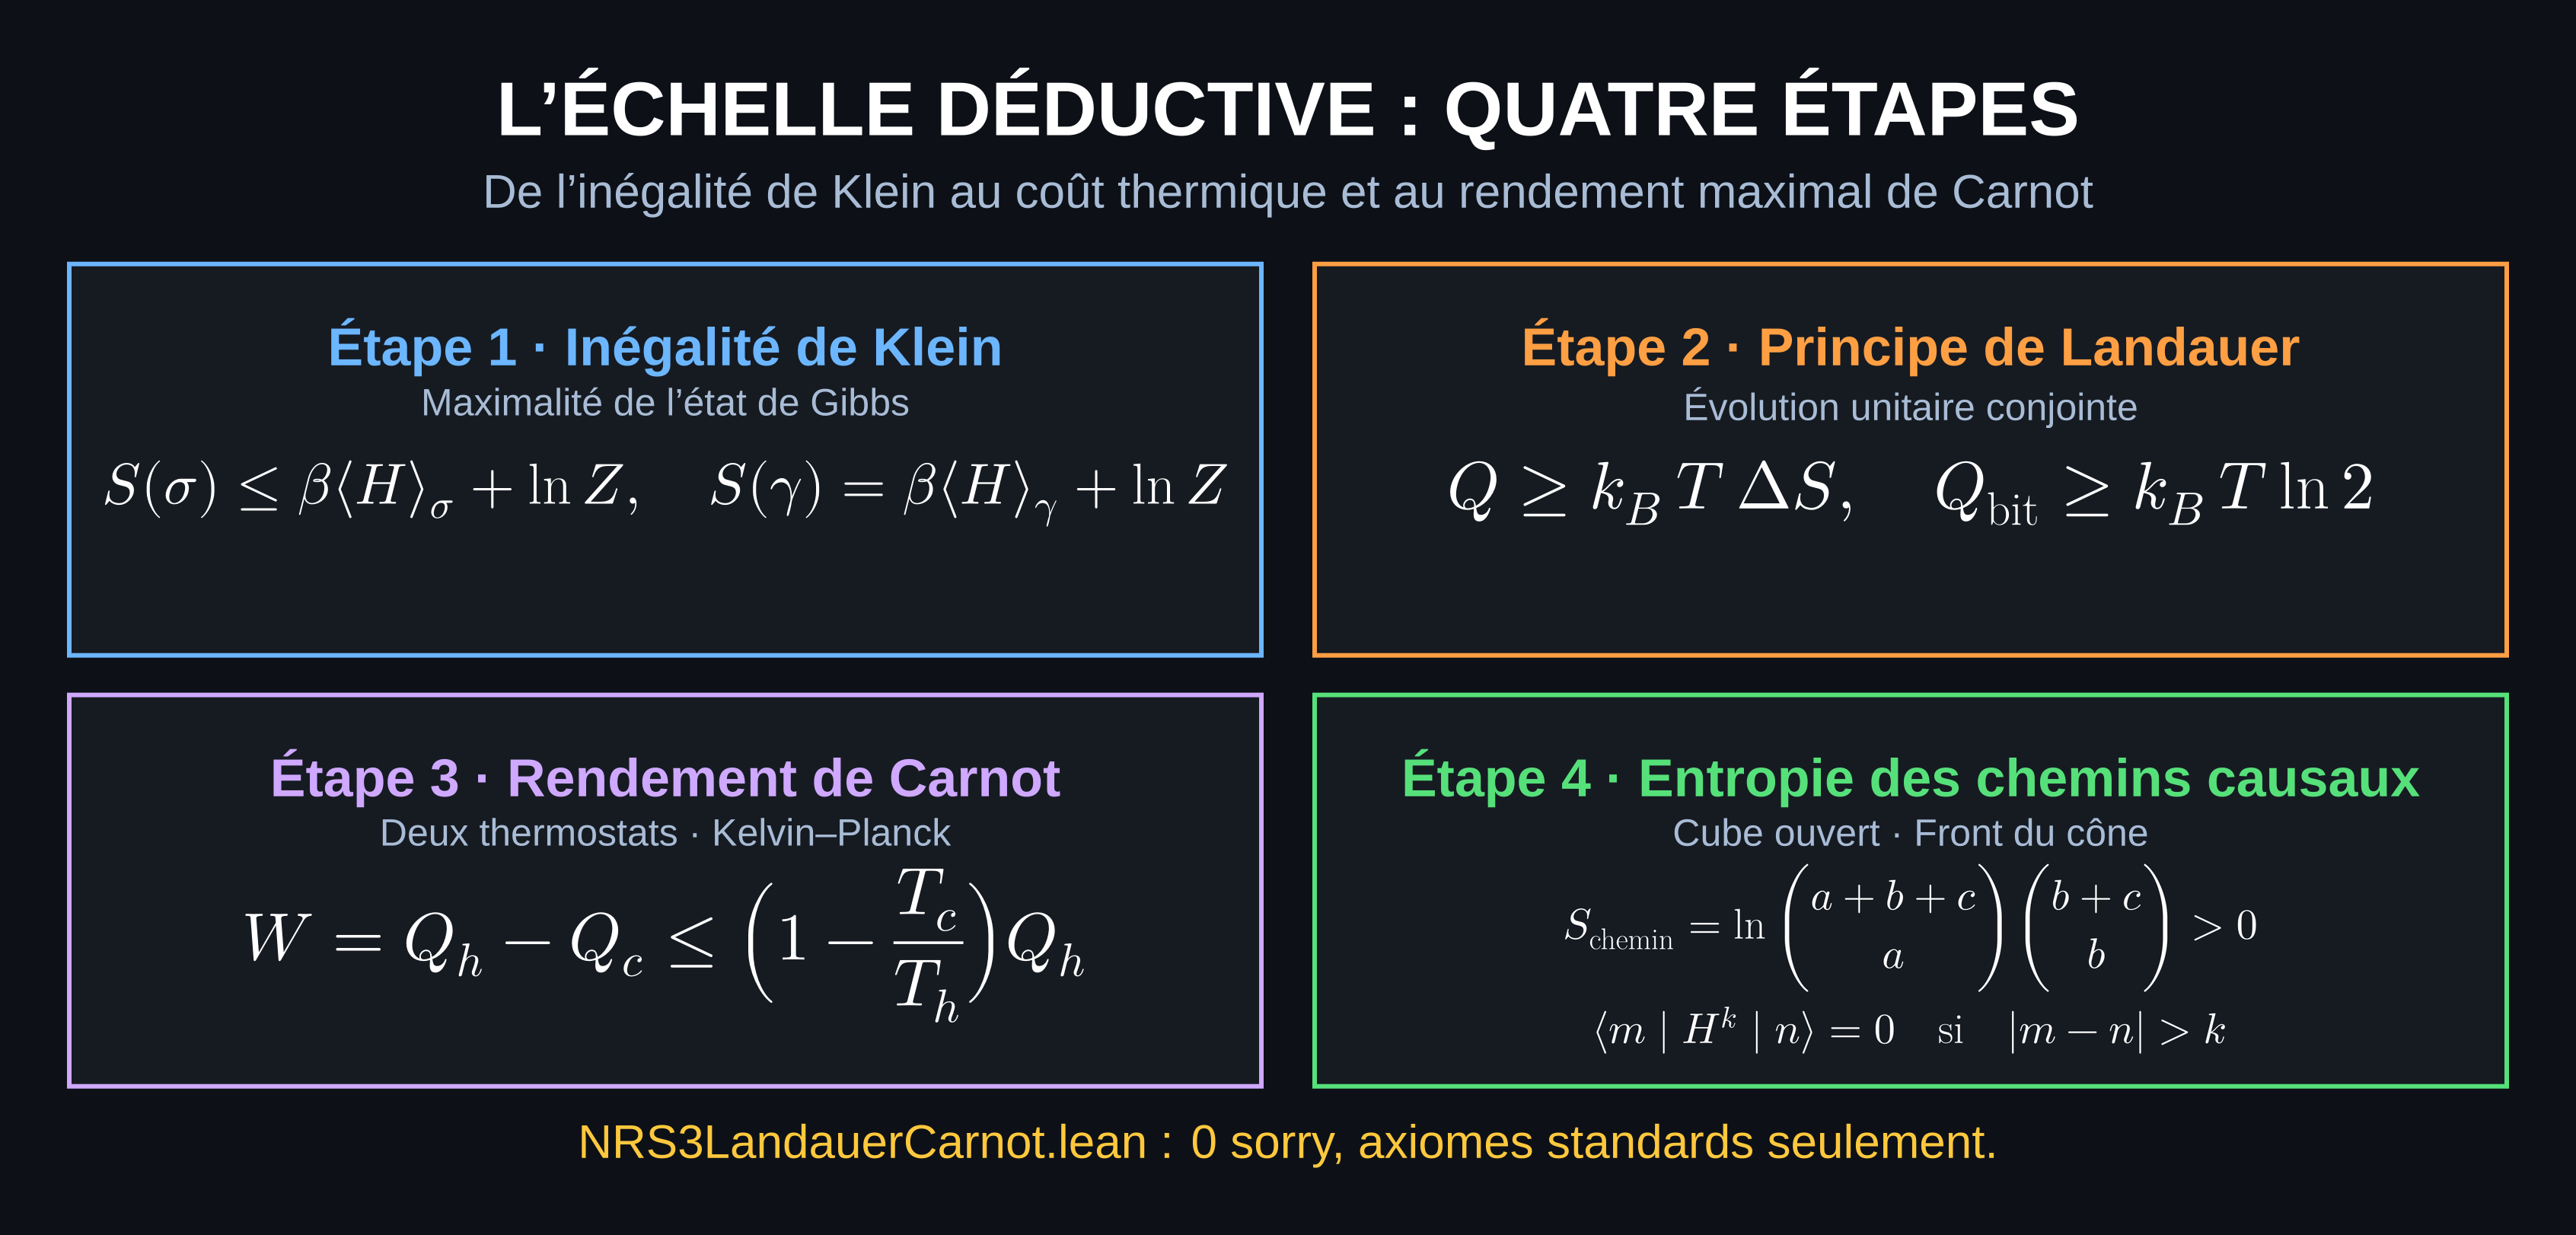 L’ÉCHELLE DÉDUCTIVE : QUATRE ÉTAPES
De l’inégalité de Klein au coût thermique et au rendement maximal de Carnot
Étape 1 · Inégalité de Klein
Maximalité de l’état de Gibbs
S(σ) ≤ β⟨H⟩_σ + ln Z, S(γ) = β⟨H⟩_γ + ln Z
Étape 2 · Principe de Landauer
Évolution unitaire conjointe
Q ≥ k_B T ΔS, Q_bit ≥ k_B T ln 2
Étape 3 · Rendement de Carnot
Deux thermostats · Kelvin–Planck
W = Q_h − Q_c ≤ (1 − T_c/T_h) Q_h
Étape 4 · Entropie des chemins causaux
Cube ouvert · Front du cône
S_chemin = ln (a + b + c / a) (b + c / b) > 0
⟨m | H^k | n⟩ = 0 si |m − n| > k
NRS3LandauerCarnot.lean : 0 sorry, axiomes standards seulement.